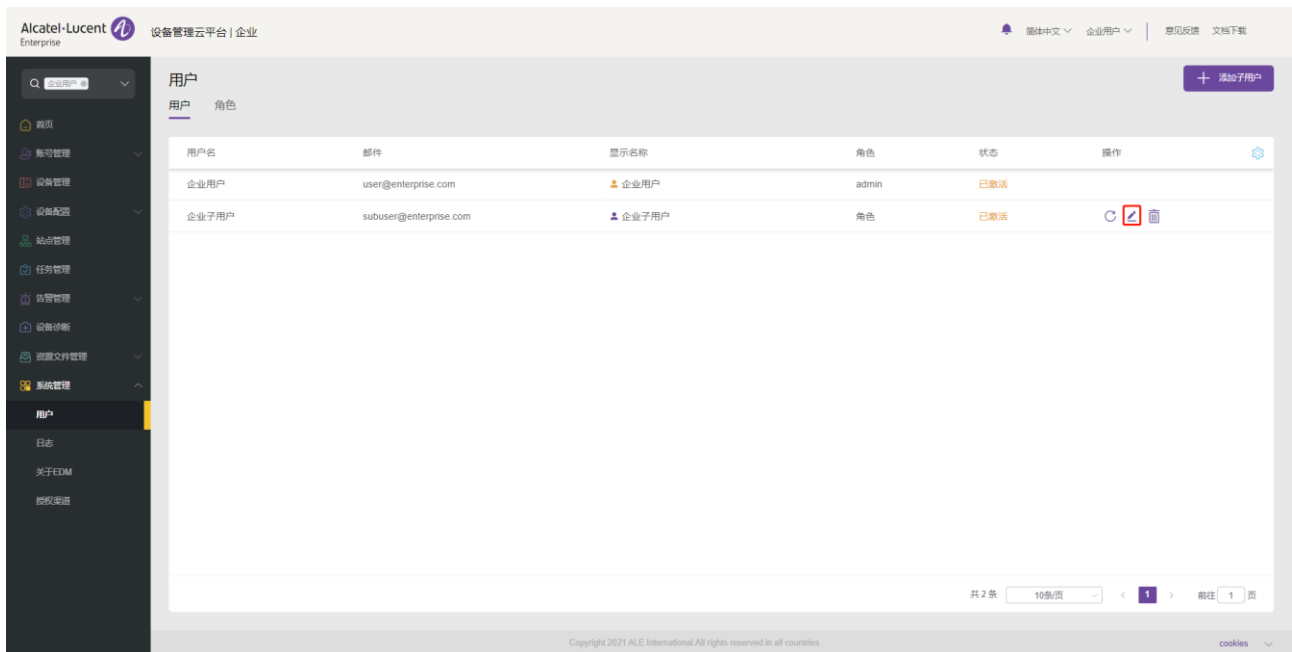 Alcatel·Lucent
Enterprise
设备管理云平台 | 企业
简体中文
企业用户
意见反馈
文档下载
企业用户
首页
账号管理
设备管理
设备配置
站点管理
任务管理
告警管理
设备诊断
资源文件管理
系统管理
用户
日志
关于EDM
授权渠道
用户
添加子用户
用户 角色
用户名 邮件 显示名称 角色 状态 操作
企业用户 user@enterprise.com 企业用户 admin 已激活
企业子用户 subuser@enterprise.com 企业子用户 角色 已激活
共 2 条 10条/页 1 前往 1 页
Copyright 2021 ALE International.All rights reserved in all countries
cookies